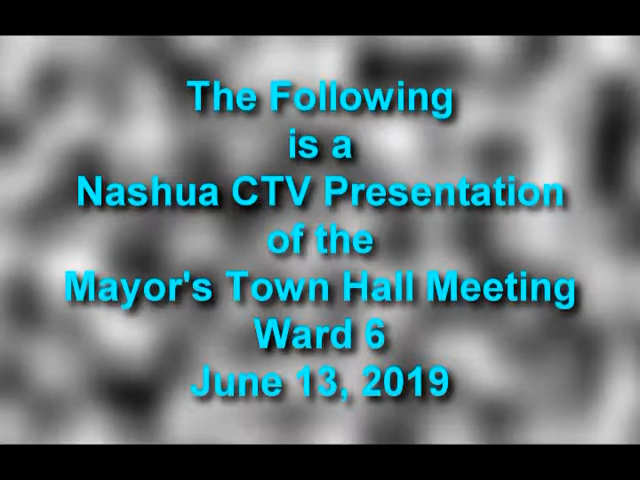 The Following
is a
Nashua CTV Presentation
of the
Mayor's Town Hall Meeting
Ward 6
June 13, 2019